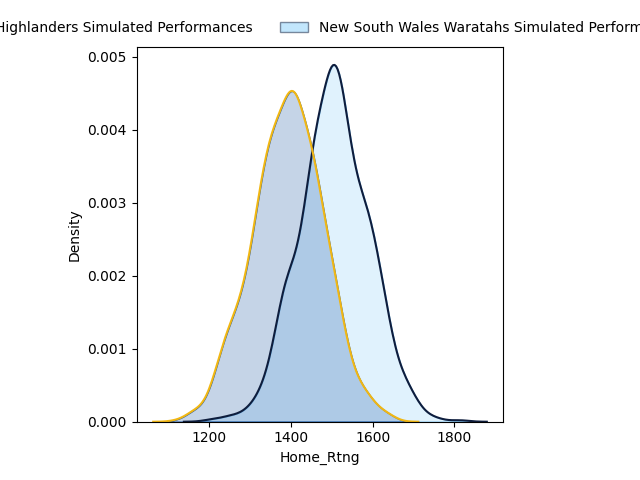 Highlanders Simulated Performances
New South Wales Waratahs Simulated Perform
0.005
0.004
0.003
0.002
0.001
0.000
Density
1200 1400 1600 1800
Home_Rtng